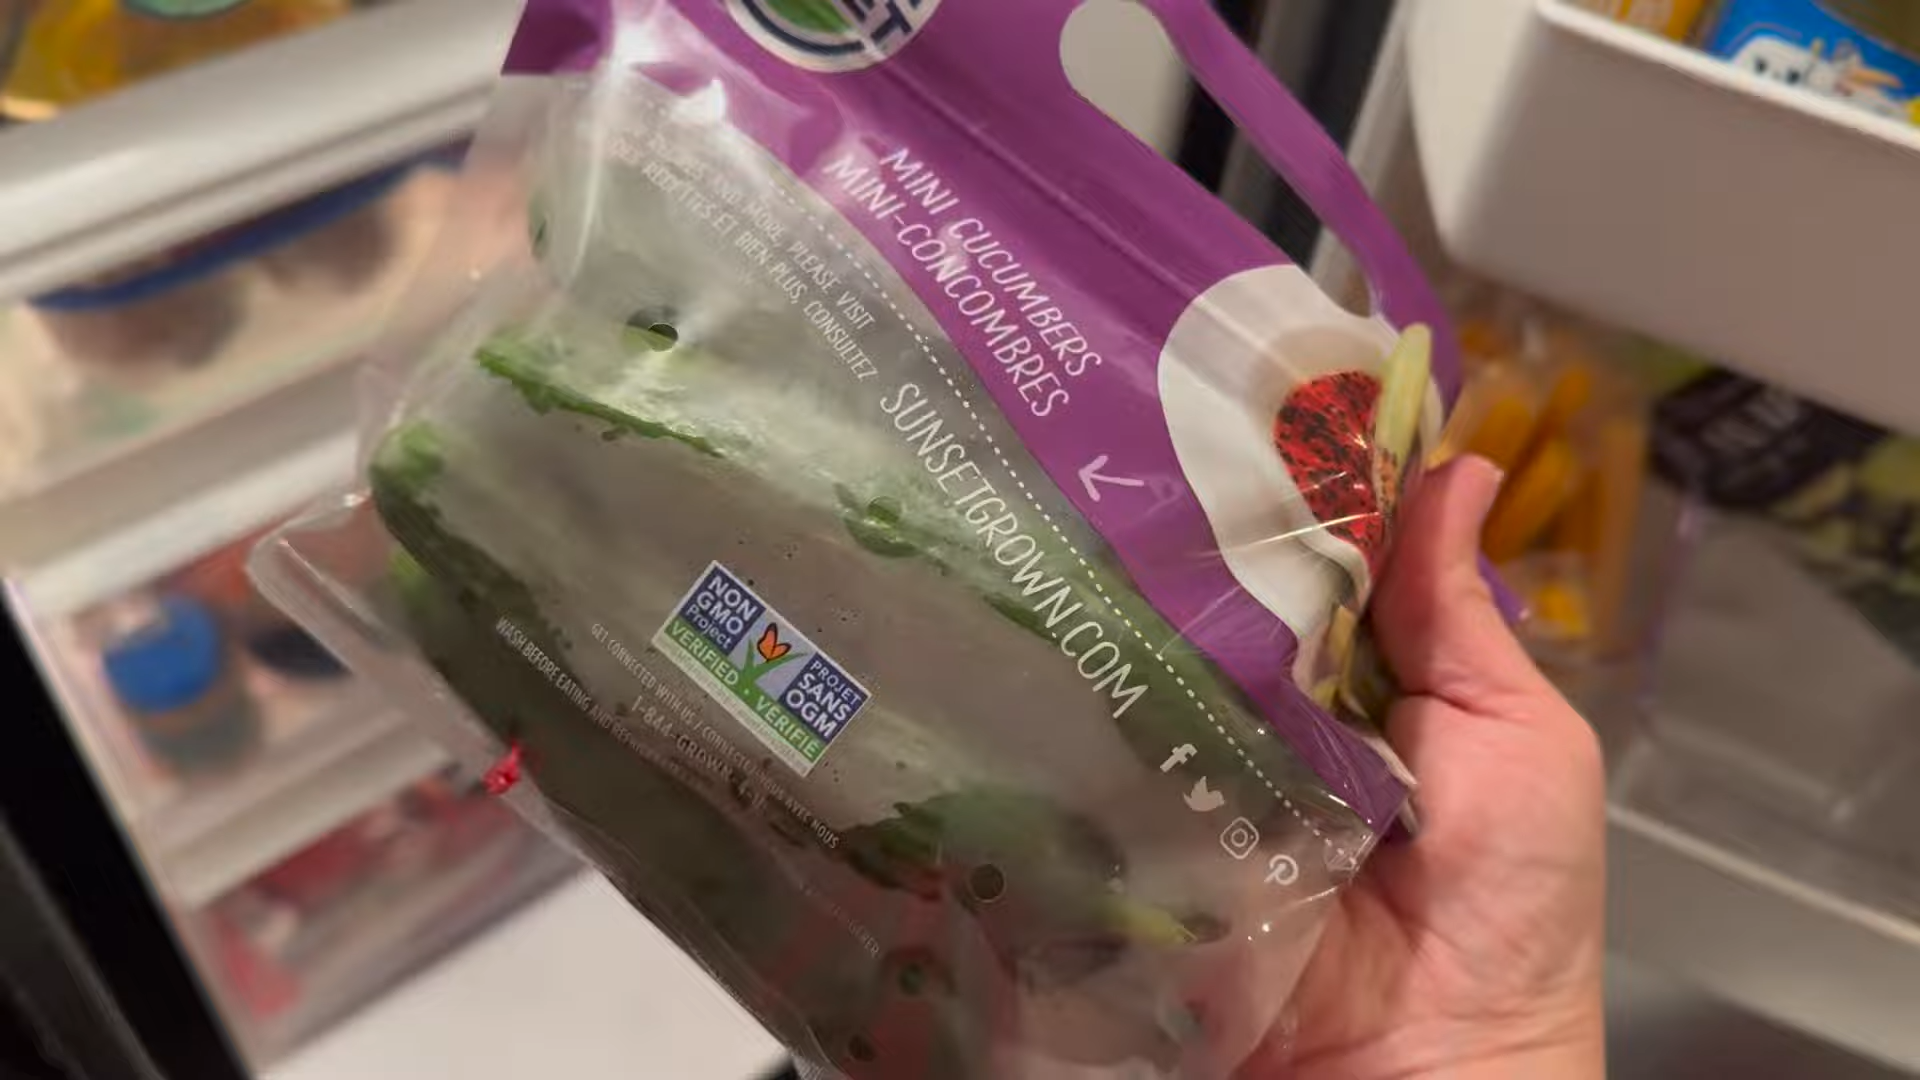 MINI CUCUMBERS
MINI-CONCOMBRES
AND MORE, PLEASE VISIT
RECETTES ET BIEN PLUS, CONSULTEZ
SUNSETGROWN.COM
NON
GMO
Project
VERIFIED
PROJET
SANS
OGM
VÉRIFIÉ
GET CONNECTED WITH US / CONNECTEZ-VOUS AVEC NOUS
1-844-GROWN
WASH BEFORE EATING AND